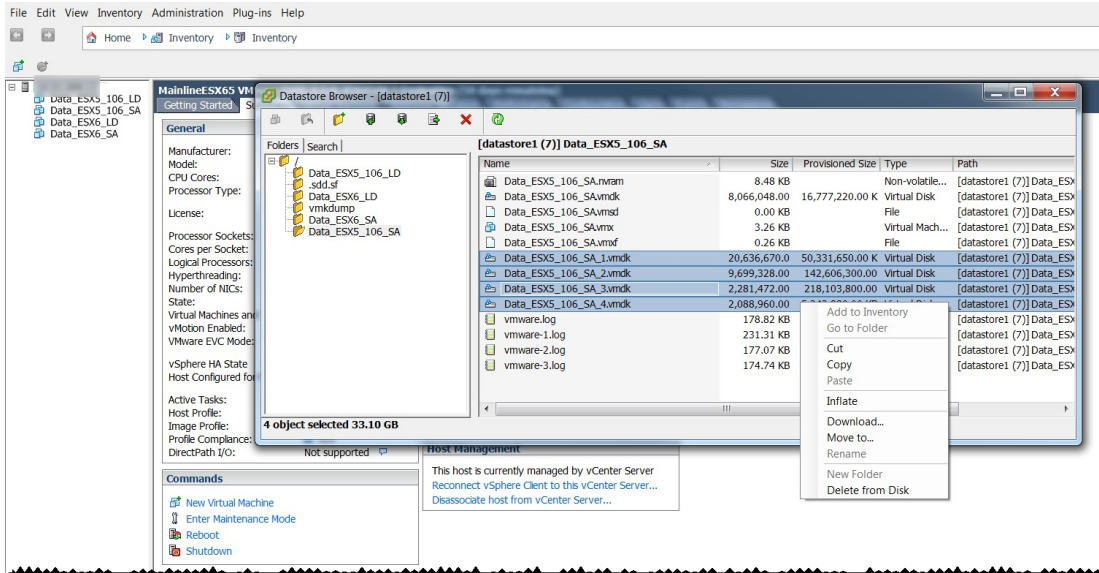 File Edit View Inventory Administration Plug-ins Help
Home Inventory Inventory
Data_ESX5_106_LD
Data_ESX5_106_SA
Data_ESX6_LD
Data_ESX6_SA
MainlineESX65 VM
Getting Started
General
Manufacturer:
Model:
CPU Cores:
Processor Type:
License:
Processor Sockets:
Cores per Socket:
Logical Processors:
Hyperthreading:
Number of NICs:
State:
Virtual Machines and
vMotion Enabled:
VMware EVC Mode:
vSphere HA State
Host Configured for
Active Tasks:
Host Profile:
Image Profile:
Profile Compliance:
DirectPath I/O: Not supported
Commands
New Virtual Machine
Enter Maintenance Mode
Reboot
Shutdown
Host Management
This host is currently managed by vCenter Server
Reconnect vSphere Client to this vCenter Server...
Disassociate host from vCenter Server...
Datastore Browser - [datastore1 (7)]
Folders Search
/
Data_ESX5_106_LD
.sdd.sf
Data_ESX6_LD
vmkdump
Data_ESX6_SA
Data_ESX5_106_SA
[datastore1 (7)] Data_ESX5_106_SA
Name Size Provisioned Size Type Path
Data_ESX5_106_SA.nvram 8.48 KB Non-volatile... [datastore1 (7)] Data_ESX
Data_ESX5_106_SA.vmdk 8,066,048.00 16,777,220.00 K Virtual Disk [datastore1 (7)] Data_ESX
Data_ESX5_106_SA.vmsd 0.00 KB File [datastore1 (7)] Data_ESX
Data_ESX5_106_SA.vmx 3.26 KB Virtual Mach... [datastore1 (7)] Data_ESX
Data_ESX5_106_SA.vmxf 0.26 KB File [datastore1 (7)] Data_ESX
Data_ESX5_106_SA_1.vmdk 20,636,670.0 50,331,650.00 K Virtual Disk [datastore1 (7)] Data_ESX
Data_ESX5_106_SA_2.vmdk 9,699,328.00 142,606,300.00 Virtual Disk [datastore1 (7)] Data_ESX
Data_ESX5_106_SA_3.vmdk 2,281,472.00 218,103,800.00 Virtual Disk [datastore1 (7)] Data_ESX
Data_ESX5_106_SA_4.vmdk 2,088,960.00 [datastore1 (7)] Data_ESX
vmware.log 178.82 KB [datastore1 (7)] Data_ESX
vmware-1.log 231.31 KB [datastore1 (7)] Data_ESX
vmware-2.log 177.07 KB [datastore1 (7)] Data_ESX
vmware-3.log 174.74 KB [datastore1 (7)] Data_ESX
4 object selected 33.10 GB
Add to Inventory
Go to Folder
Cut
Copy
Paste
Inflate
Download...
Move to...
Rename
New Folder
Delete from Disk